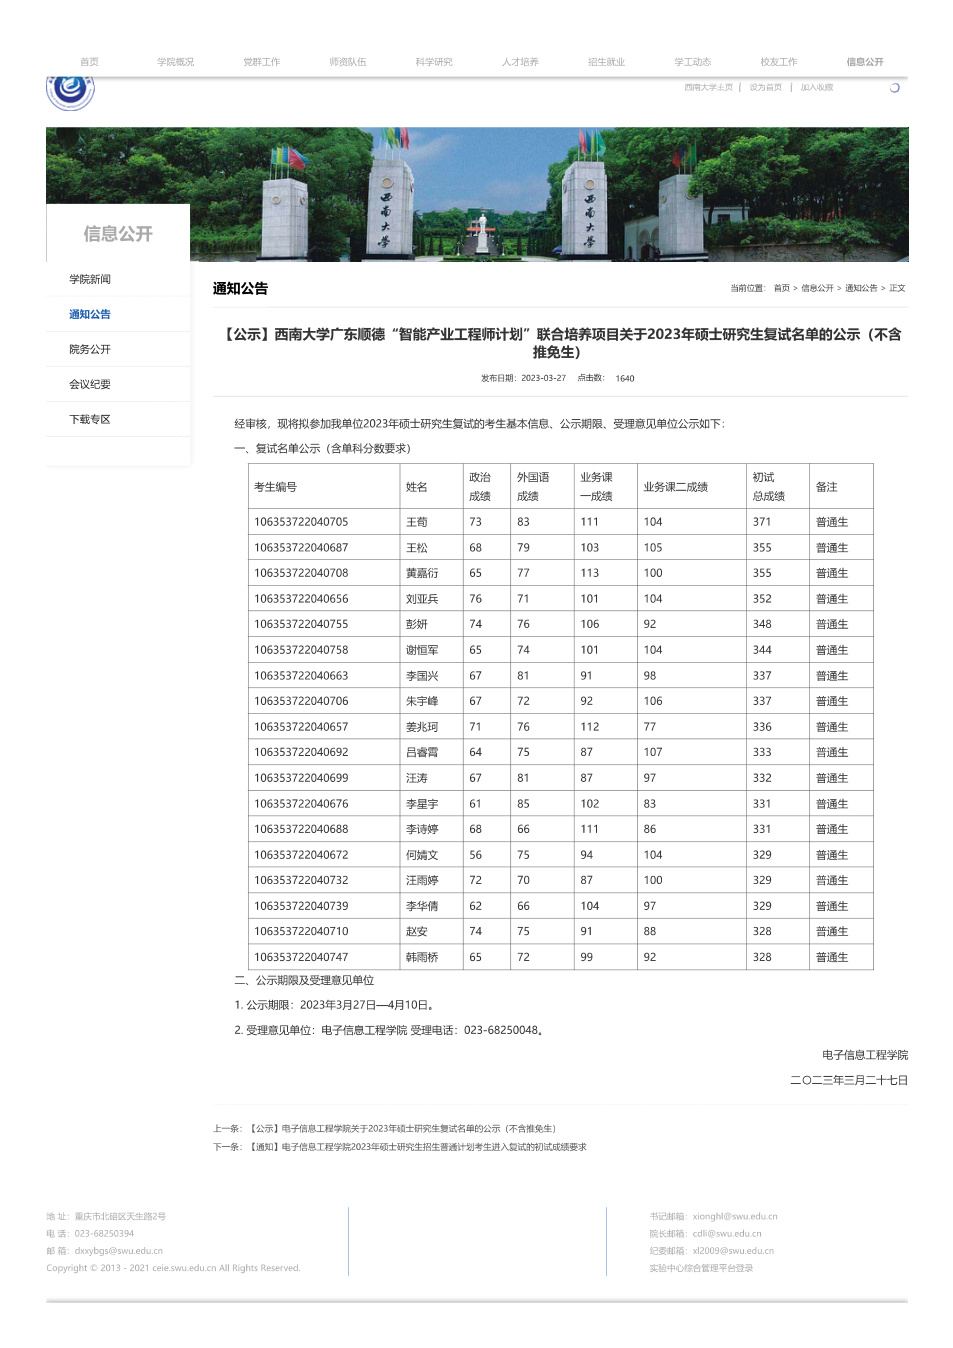 首页 学院概况 党群工作 师资队伍 科学研究 人才培养 招生就业 学工动态 校友工作 信息公开
西南大学主页 | 设为首页 | 加入收藏
西南大学 西南大学
信息公开
学院新闻
通知公告
院务公开
会议纪要
下载专区
通知公告 当前位置： 首页 > 信息公开 > 通知公告 > 正文
【公示】西南大学广东顺德“智能产业工程师计划”联合培养项目关于2023年硕士研究生复试名单的公示（不含
推免生）
发布日期：2023-03-27 点击数： 1640
经审核，现将拟参加我单位2023年硕士研究生复试的考生基本信息、公示期限、受理意见单位公示如下：
一、复试名单公示（含单科分数要求）
考生编号 姓名 政治成绩 外国语成绩 业务课一成绩 业务课二成绩 初试总成绩 备注
106353722040705 王荀 73 83 111 104 371 普通生
106353722040687 王松 68 79 103 105 355 普通生
106353722040708 黄嘉衍 65 77 113 100 355 普通生
106353722040656 刘亚兵 76 71 101 104 352 普通生
106353722040755 彭妍 74 76 106 92 348 普通生
106353722040758 谢恒军 65 74 101 104 344 普通生
106353722040663 李国兴 67 81 91 98 337 普通生
106353722040706 朱宇峰 67 72 92 106 337 普通生
106353722040657 姜兆珂 71 76 112 77 336 普通生
106353722040692 吕睿霄 64 75 87 107 333 普通生
106353722040699 汪涛 67 81 87 97 332 普通生
106353722040676 李星宇 61 85 102 83 331 普通生
106353722040688 李诗婷 68 66 111 86 331 普通生
106353722040672 何婧文 56 75 94 104 329 普通生
106353722040732 汪雨婷 72 70 87 100 329 普通生
106353722040739 李华倩 62 66 104 97 329 普通生
106353722040710 赵安 74 75 91 88 328 普通生
106353722040747 韩雨桥 65 72 99 92 328 普通生
二、公示期限及受理意见单位
1. 公示期限：2023年3月27日—4月10日。
2. 受理意见单位：电子信息工程学院 受理电话：023-68250048。
电子信息工程学院
二〇二三年三月二十七日
上一条：【公示】电子信息工程学院关于2023年硕士研究生复试名单的公示（不含推免生）
下一条：【通知】电子信息工程学院2023年硕士研究生招生普通计划考生进入复试的初试成绩要求
地 址：重庆市北碚区天生路2号
电 话：023-68250394
邮 箱：dxxybgs@swu.edu.cn
Copyright © 2013 - 2021 ceie.swu.edu.cn All Rights Reserved.
书记邮箱：xionghl@swu.edu.cn
院长邮箱：cdli@swu.edu.cn
纪委邮箱：xl2009@swu.edu.cn
实验中心综合管理平台登录